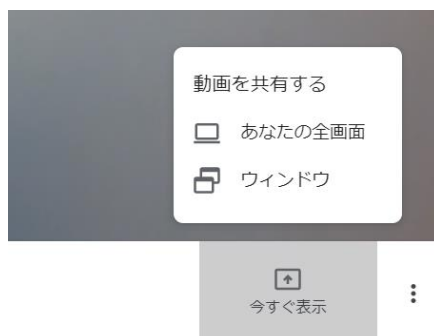 動画を共有する
あなたの全画面
ウィンドウ
今すぐ表示